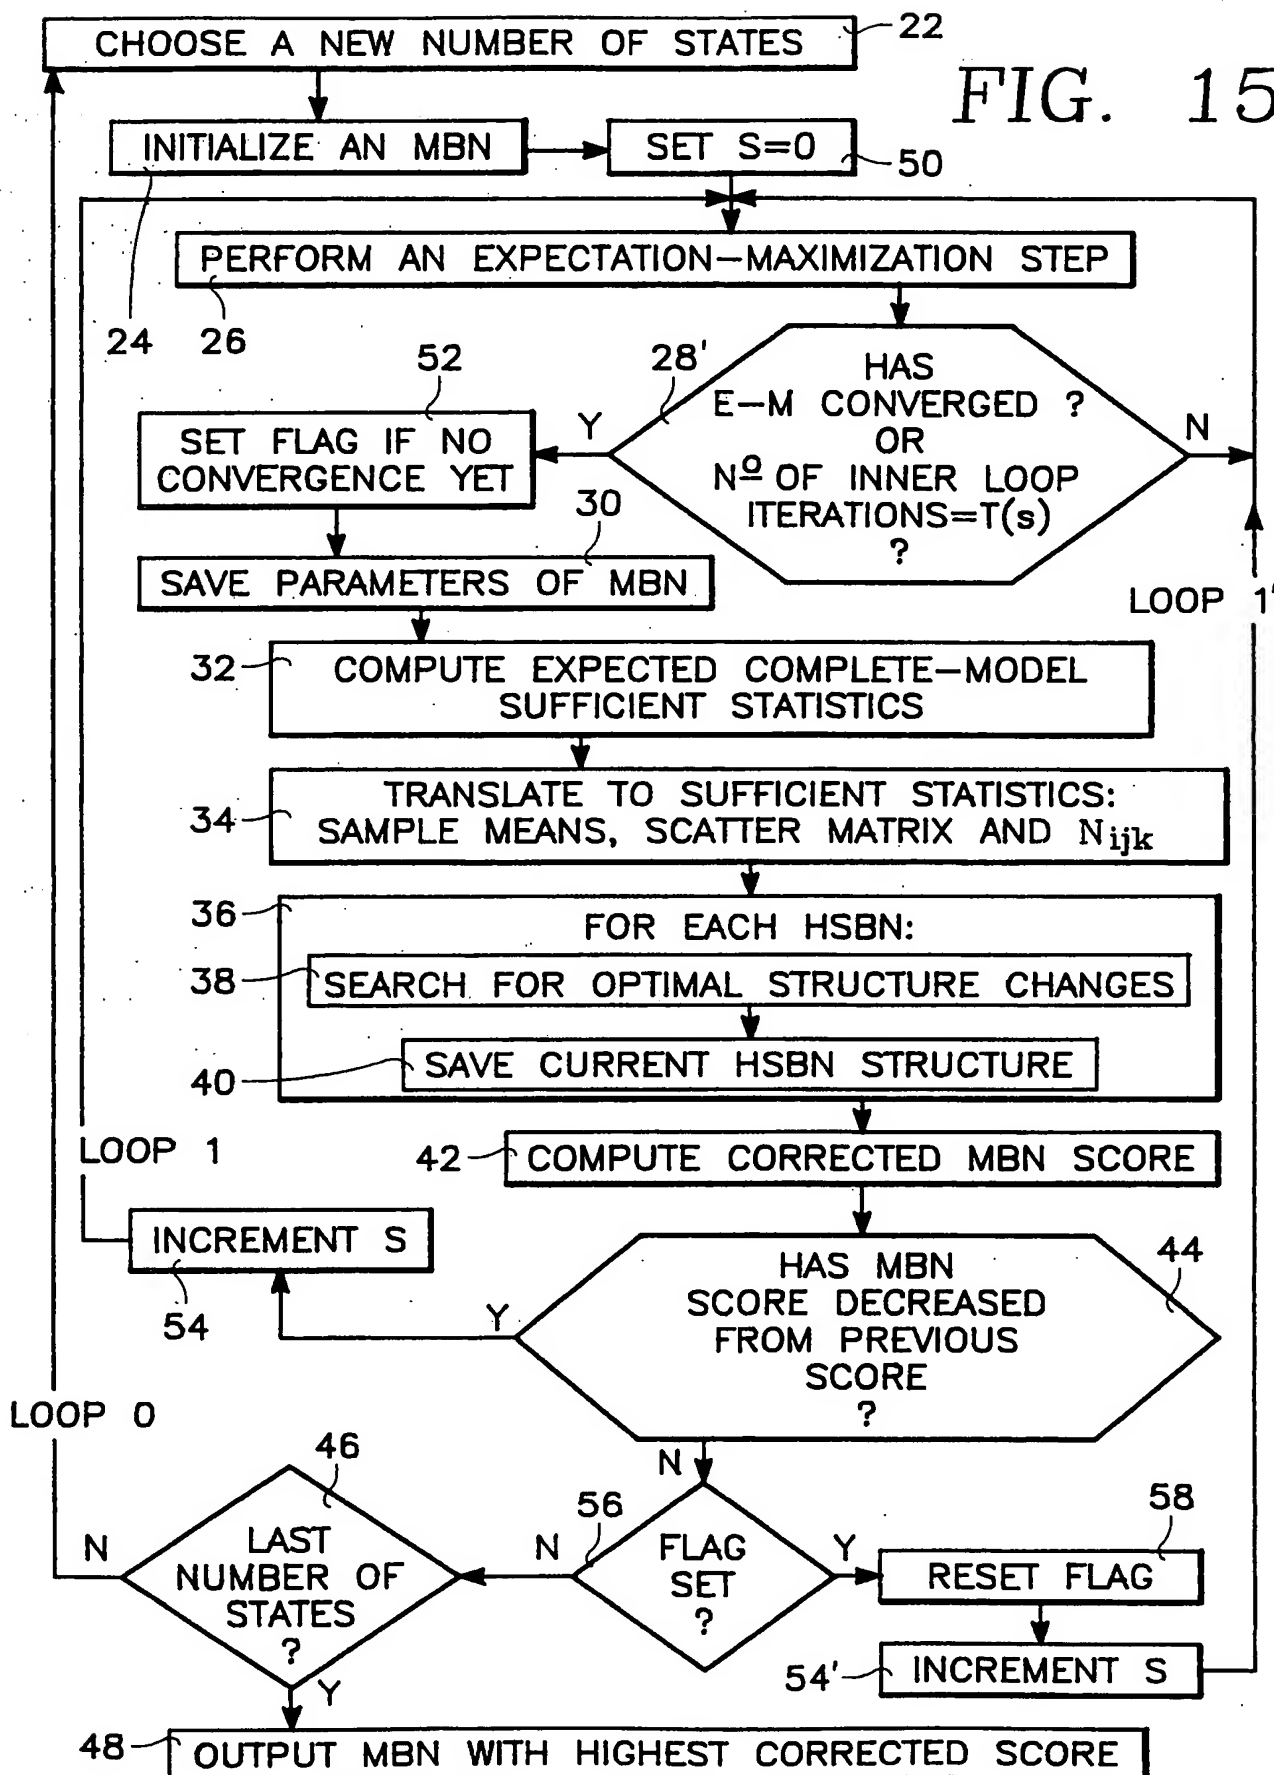 CHOOSE A NEW NUMBER OF STATES
22
FIG. 15
INITIALIZE AN MBN
SET S=0
50
PERFORM AN EXPECTATION-MAXIMIZATION STEP
24
26
52
28'
HAS
E-M CONVERGED ?
OR
Nº OF INNER LOOP
ITERATIONS=T(s)
?
Y
N
SET FLAG IF NO
CONVERGENCE YET
30
SAVE PARAMETERS OF MBN
LOOP 1'
32
COMPUTE EXPECTED COMPLETE-MODEL
SUFFICIENT STATISTICS
34
TRANSLATE TO SUFFICIENT STATISTICS:
SAMPLE MEANS, SCATTER MATRIX AND Nijk
36
FOR EACH HSBN:
38
SEARCH FOR OPTIMAL STRUCTURE CHANGES
40
SAVE CURRENT HSBN STRUCTURE
LOOP 1
42
COMPUTE CORRECTED MBN SCORE
INCREMENT S
54
Y
HAS MBN
SCORE DECREASED
FROM PREVIOUS
SCORE
?
44
LOOP 0
N
46
LAST
NUMBER OF
STATES
?
N
56
N
FLAG
SET
?
Y
58
RESET FLAG
54'
INCREMENT S
Y
48
OUTPUT MBN WITH HIGHEST CORRECTED SCORE